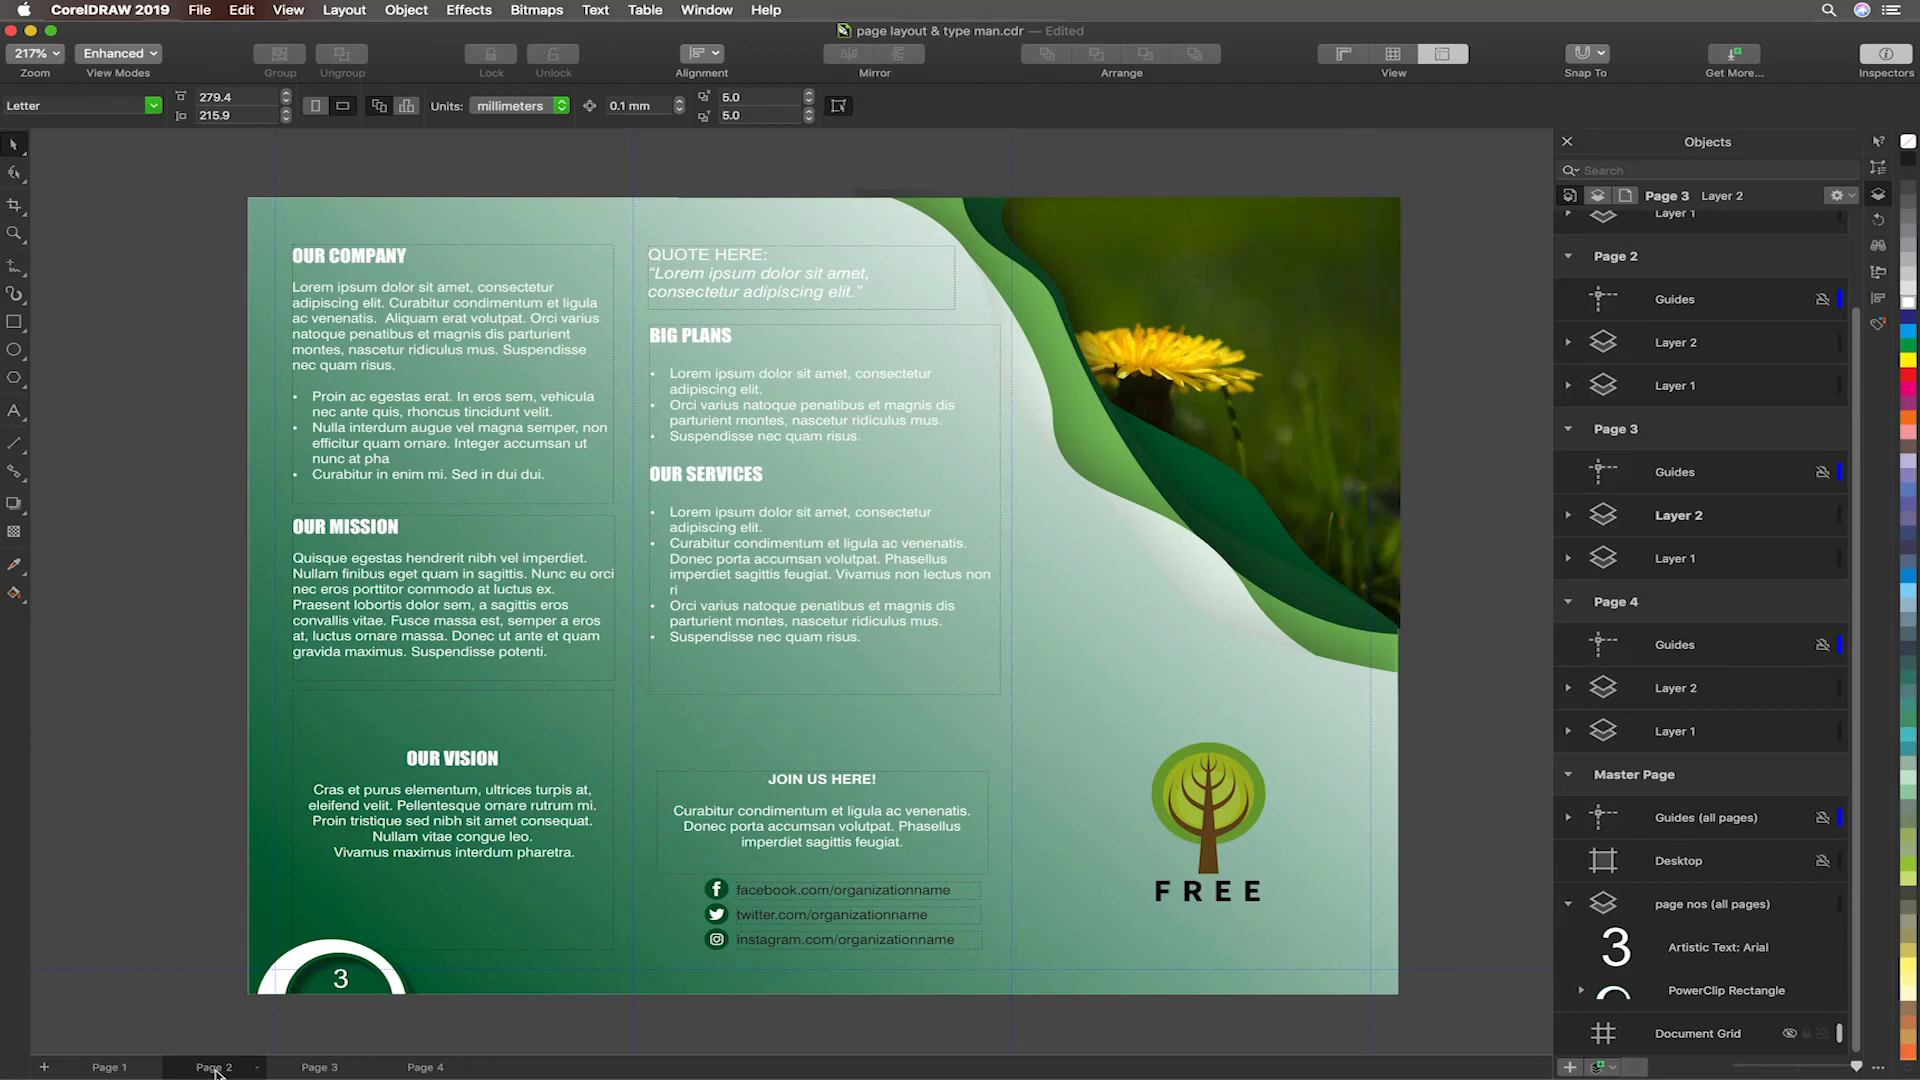 CorelDRAW 2019 File Edit View Layout Object Effects Bitmaps Text Table Window Help
page layout & type man.cdr — Edited
217% Enhanced
Zoom View Modes Group Ungroup Lock Unlock Alignment Mirror Arrange View Snap To Get More... Inspectors
Letter 279.4 215.9 Units: millimeters 0.1 mm 5.0 5.0
OUR COMPANY
Lorem ipsum dolor sit amet, consectetur
adipiscing elit. Curabitur condimentum et ligula
ac venenatis.  Aliquam erat volutpat. Orci varius
natoque penatibus et magnis dis parturient
montes, nascetur ridiculus mus. Suspendisse
nec quam risus.
• Proin ac egestas erat. In eros sem, vehicula
nec ante quis, rhoncus tincidunt velit.
• Nulla interdum augue vel magna semper, non
efficitur quam ornare. Integer accumsan ut
nunc at pha
• Curabitur in enim mi. Sed in dui dui.
OUR MISSION
Quisque egestas hendrerit nibh vel imperdiet.
Nullam finibus eget quam in sagittis. Nunc eu orci
nec eros porttitor commodo at luctus ex.
Praesent lobortis dolor sem, a sagittis eros
convallis vitae. Fusce massa est, semper a eros
at, luctus ornare massa. Donec ut ante et quam
gravida maximus. Suspendisse potenti.
OUR VISION
Cras et purus elementum, ultrices turpis at,
eleifend velit. Pellentesque ornare rutrum mi.
Proin tristique sed nibh sit amet consequat.
Nullam vitae congue leo.
Vivamus maximus interdum pharetra.
3
QUOTE HERE:
“Lorem ipsum dolor sit amet,
consectetur adipiscing elit.”
BIG PLANS
• Lorem ipsum dolor sit amet, consectetur
adipiscing elit.
• Orci varius natoque penatibus et magnis dis
parturient montes, nascetur ridiculus mus.
• Suspendisse nec quam risus.
OUR SERVICES
• Lorem ipsum dolor sit amet, consectetur
adipiscing elit.
• Curabitur condimentum et ligula ac venenatis.
Donec porta accumsan volutpat. Phasellus
imperdiet sagittis feugiat. Vivamus non lectus non
ri
• Orci varius natoque penatibus et magnis dis
parturient montes, nascetur ridiculus mus.
• Suspendisse nec quam risus.
JOIN US HERE!
Curabitur condimentum et ligula ac venenatis.
Donec porta accumsan volutpat. Phasellus
imperdiet sagittis feugiat.
facebook.com/organizationname
twitter.com/organizationname
instagram.com/organizationname
FREE
Objects
Search
Page 3 Layer 2
Layer 1
Page 2
Guides
Layer 2
Layer 1
Page 3
Guides
Layer 2
Layer 1
Page 4
Guides
Layer 2
Layer 1
Master Page
Guides (all pages)
Desktop
page nos (all pages)
3 Artistic Text: Arial
PowerClip Rectangle
Document Grid
Page 1 Page 2 Page 3 Page 4